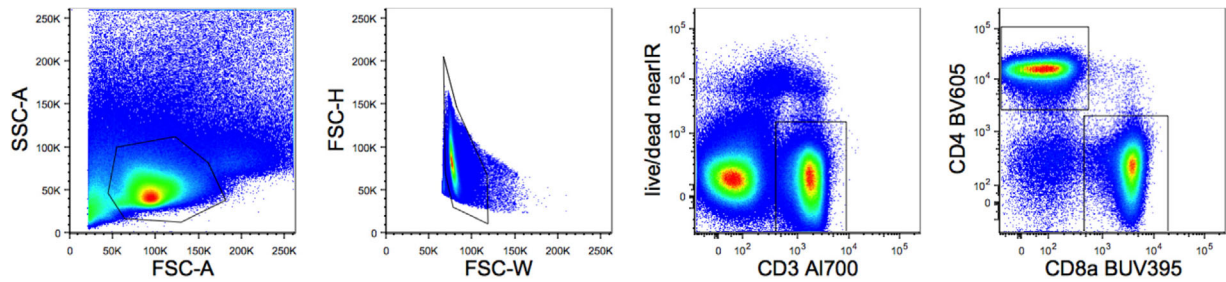 SSC-A
250K
200K
150K
100K
50K
0
0 50K 100K 150K 200K 250K
FSC-A
FSC-H
250K
200K
150K
100K
50K
0
0 50K 100K 150K 200K 250K
FSC-W
live/dead nearIR
10⁵
10⁴
10³
0
0 10² 10³ 10⁴ 10⁵
CD3 Al700
CD4 BV605
10⁵
10⁴
10³
10²
0
0 10² 10³ 10⁴ 10⁵
CD8a BUV395